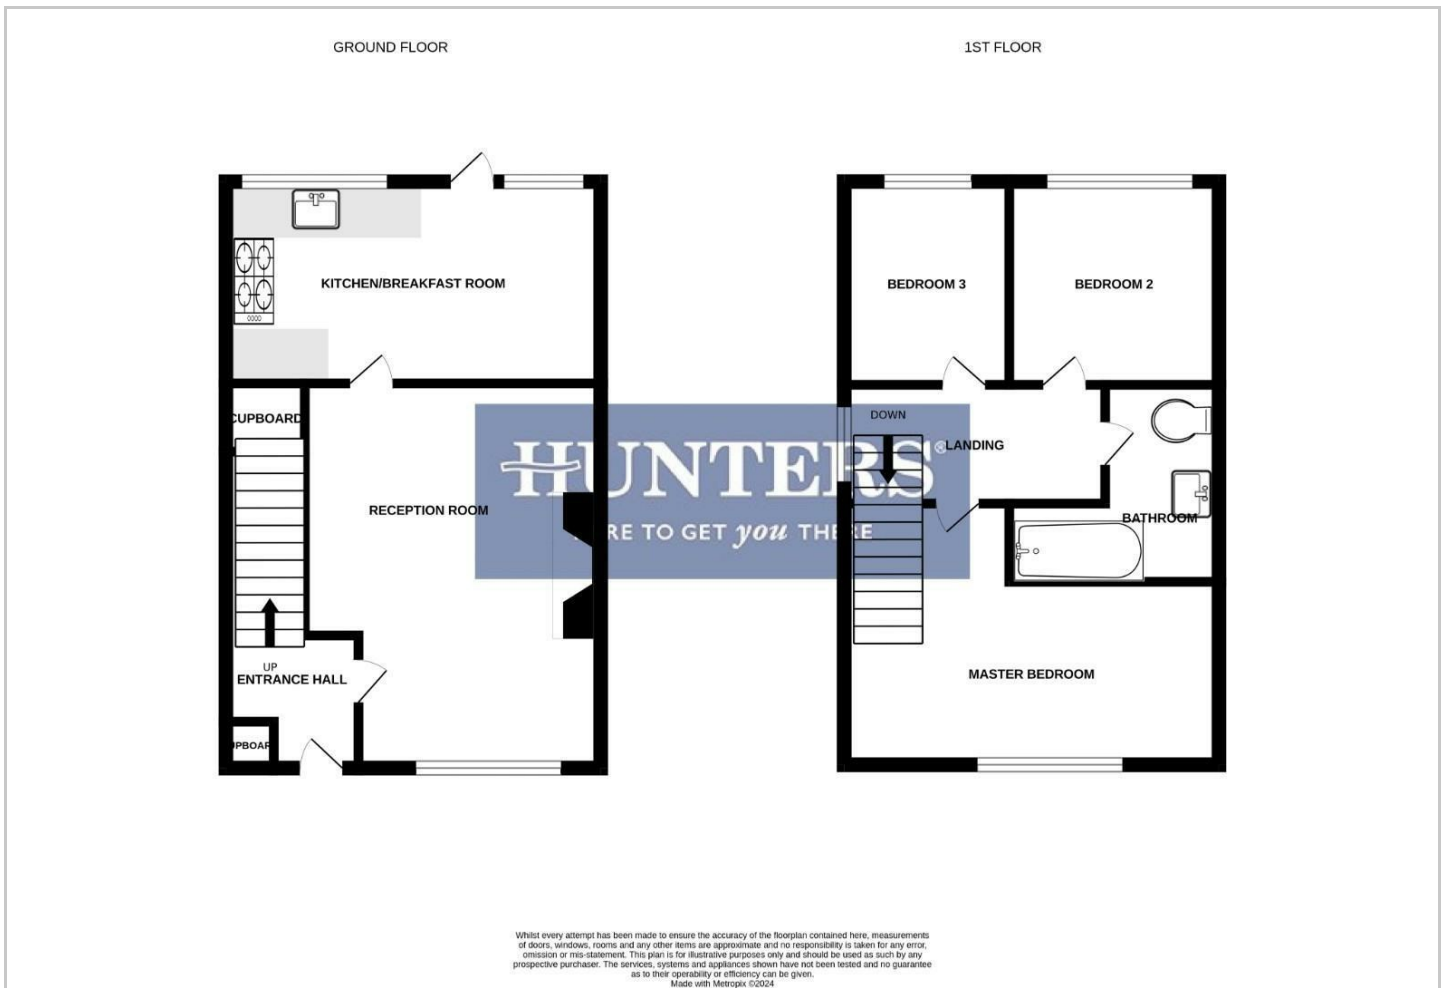 GROUND FLOOR
1ST FLOOR
KITCHEN/BREAKFAST ROOM
BEDROOM 3
BEDROOM 2
CUPBOARD
DOWN
LANDING
HUNTERS®
RECEPTION ROOM
BATHROOM
HERE TO GET you THERE
UP
ENTRANCE HALL
MASTER BEDROOM
UPBOAR
Whilst every attempt has been made to ensure the accuracy of the floorplan contained here, measurements
of doors, windows, rooms and any other items are approximate and no responsibility is taken for any error,
omission or mis-statement. This plan is for illustrative purposes only and should be used as such by any
prospective purchaser. The services, systems and appliances shown have not been tested and no guarantee
as to their operability or efficiency can be given.
Made with Metropix ©2024